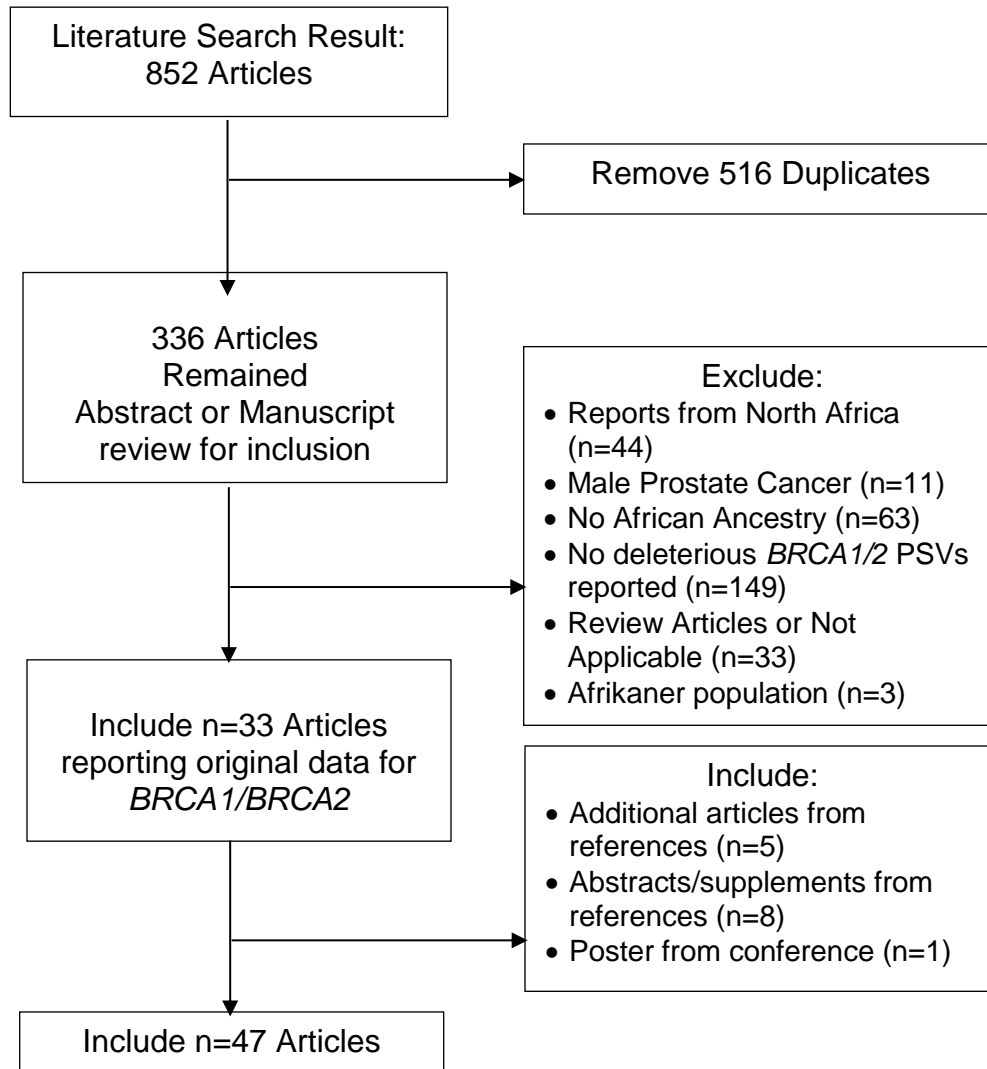 Literature Search Result:
852 Articles
Remove 516 Duplicates
336 Articles
Remained
Abstract or Manuscript
review for inclusion
Exclude:
• Reports from North Africa
(n=44)
• Male Prostate Cancer (n=11)
• No African Ancestry (n=63)
• No deleterious BRCA1/2 PSVs
reported (n=149)
• Review Articles or Not
Applicable (n=33)
• Afrikaner population (n=3)
Include n=33 Articles
reporting original data for
BRCA1/BRCA2
Include:
• Additional articles from
references (n=5)
• Abstracts/supplements from
references (n=8)
• Poster from conference (n=1)
Include n=47 Articles